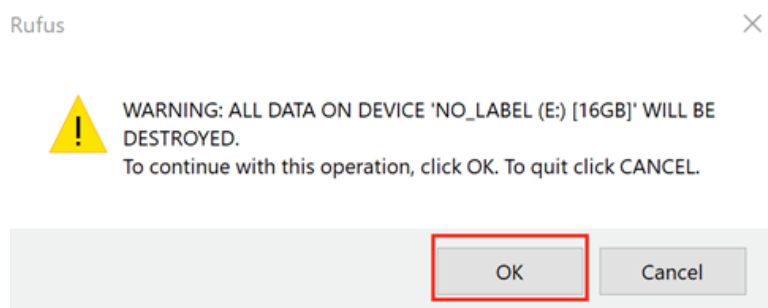 Rufus
WARNING: ALL DATA ON DEVICE 'NO_LABEL (E:) [16GB]' WILL BE
DESTROYED.
To continue with this operation, click OK. To quit click CANCEL.
OK
Cancel